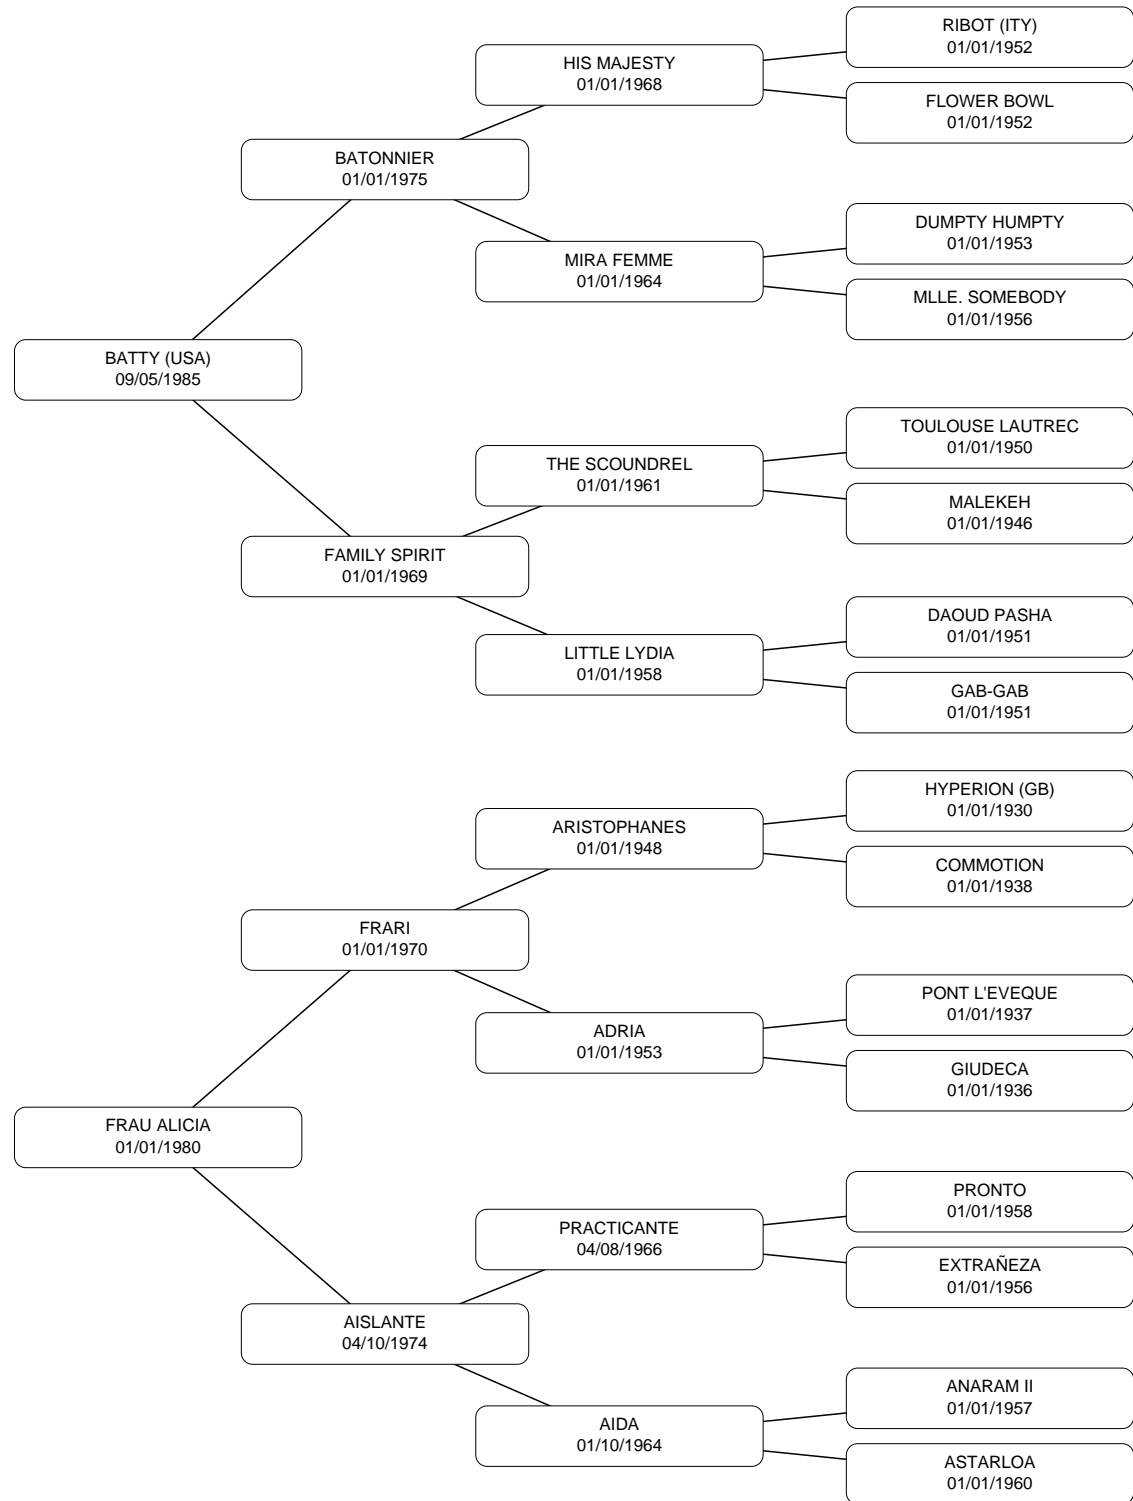 RIBOT (ITY)
01/01/1952
HIS MAJESTY
01/01/1968
FLOWER BOWL
01/01/1952
BATONNIER
01/01/1975
DUMPTY HUMPTY
01/01/1953
MIRA FEMME
01/01/1964
MLLE. SOMEBODY
01/01/1956
BATTY (USA)
09/05/1985
TOULOUSE LAUTREC
01/01/1950
THE SCOUNDREL
01/01/1961
MALEKEH
01/01/1946
FAMILY SPIRIT
01/01/1969
DAOUD PASHA
01/01/1951
LITTLE LYDIA
01/01/1958
GAB-GAB
01/01/1951
HYPERION (GB)
01/01/1930
ARISTOPHANES
01/01/1948
COMMOTION
01/01/1938
FRARI
01/01/1970
PONT L'EVEQUE
01/01/1937
ADRIA
01/01/1953
GIUDECA
01/01/1936
FRAU ALICIA
01/01/1980
PRONTO
01/01/1958
PRACTICANTE
04/08/1966
EXTRAÑEZA
01/01/1956
AISLANTE
04/10/1974
ANARAM II
01/01/1957
AIDA
01/10/1964
ASTARLOA
01/01/1960